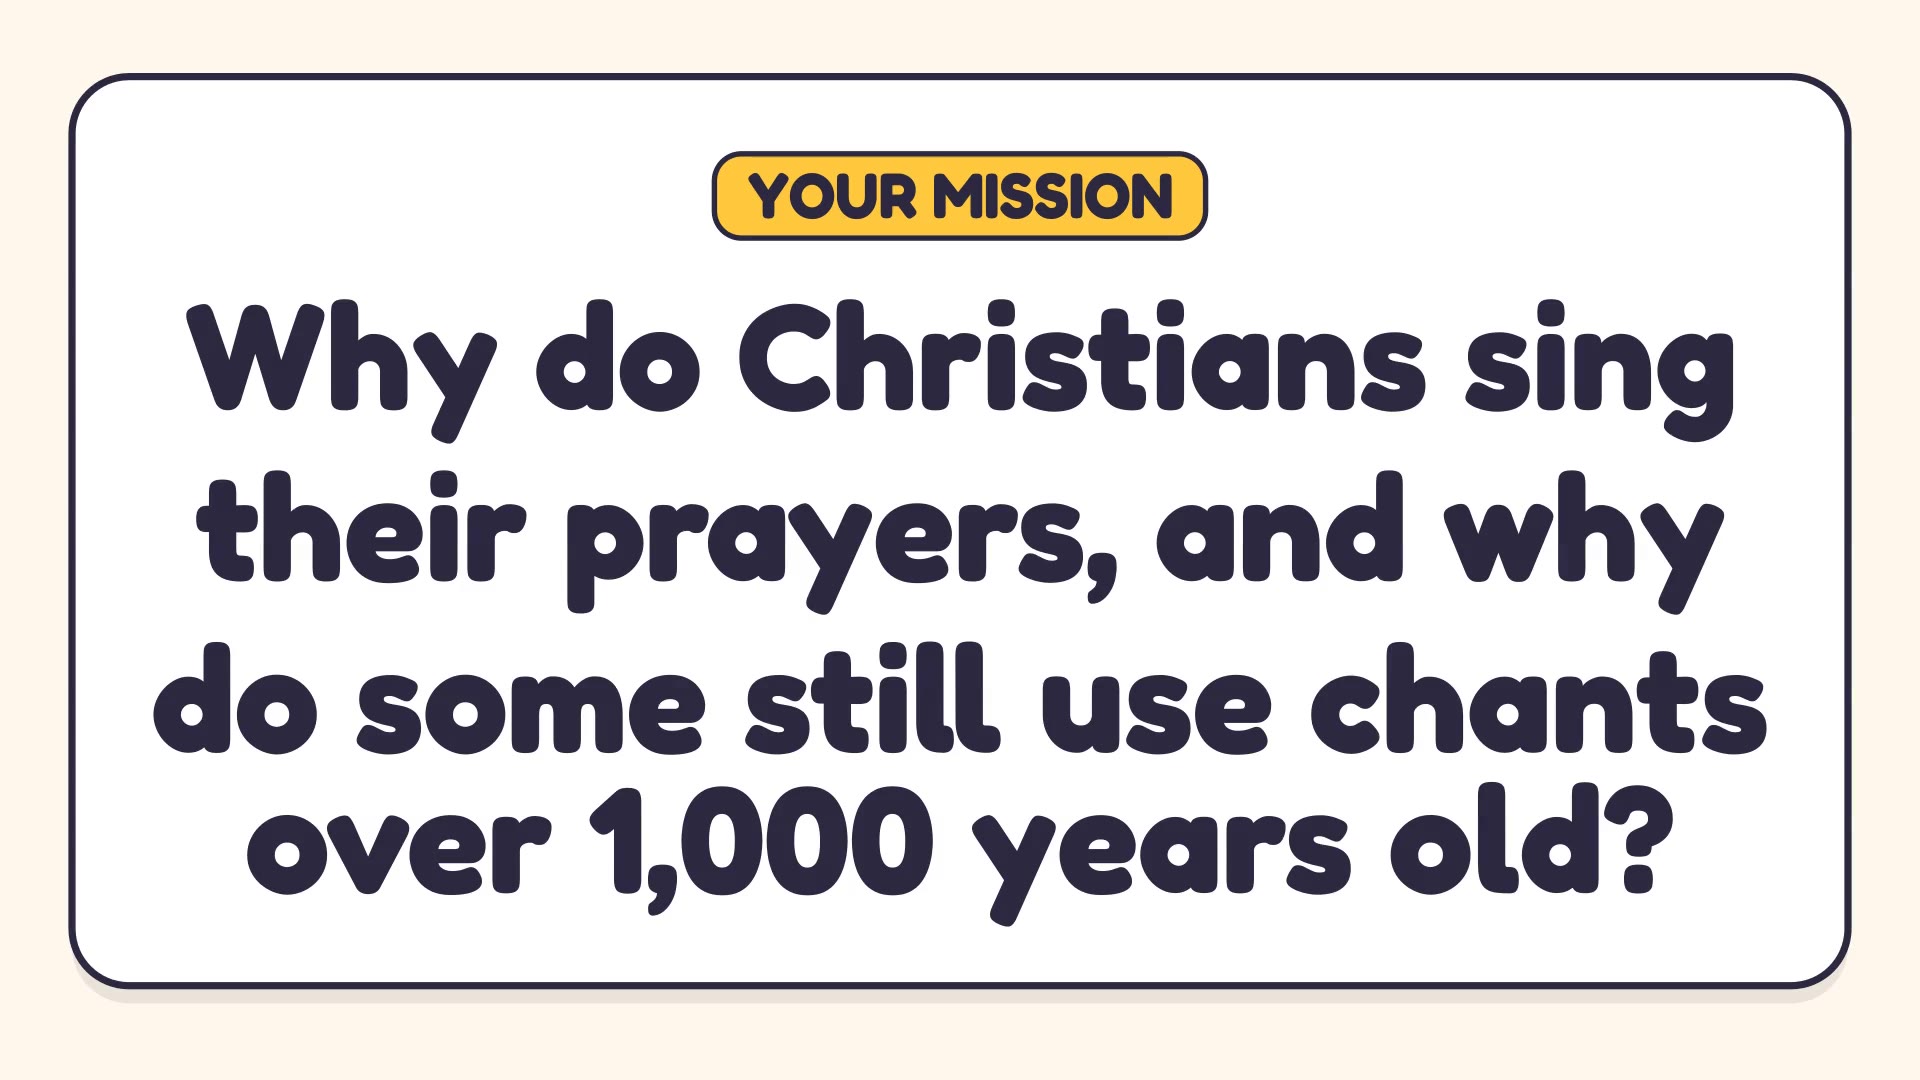 YOUR MISSION
Why do Christians sing
their prayers, and why
do some still use chants
over 1,000 years old?